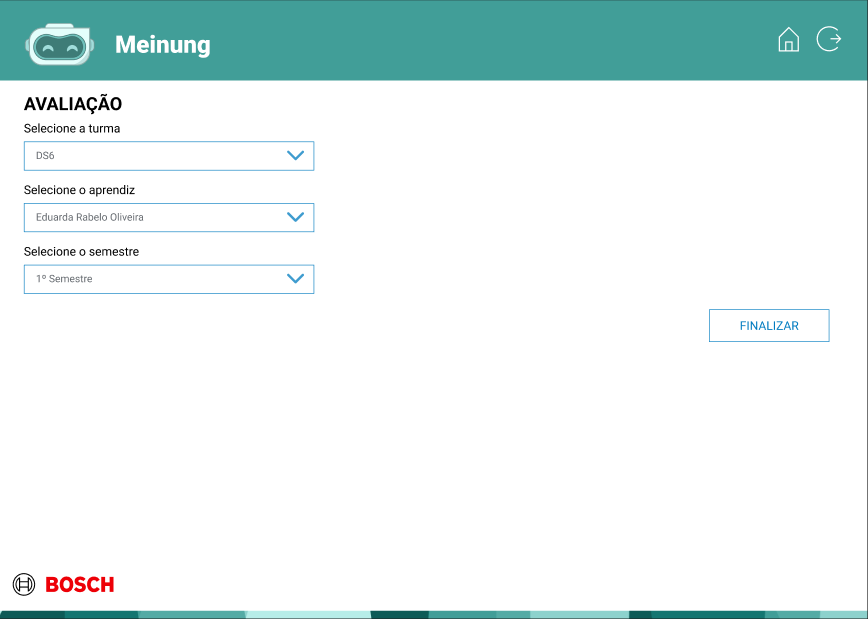 Meinung
AVALIAÇÃO
Selecione a turma
DS6
Selecione o aprendiz
Eduarda Rabelo Oliveira
Selecione o semestre
1º Semestre
FINALIZAR
BOSCH